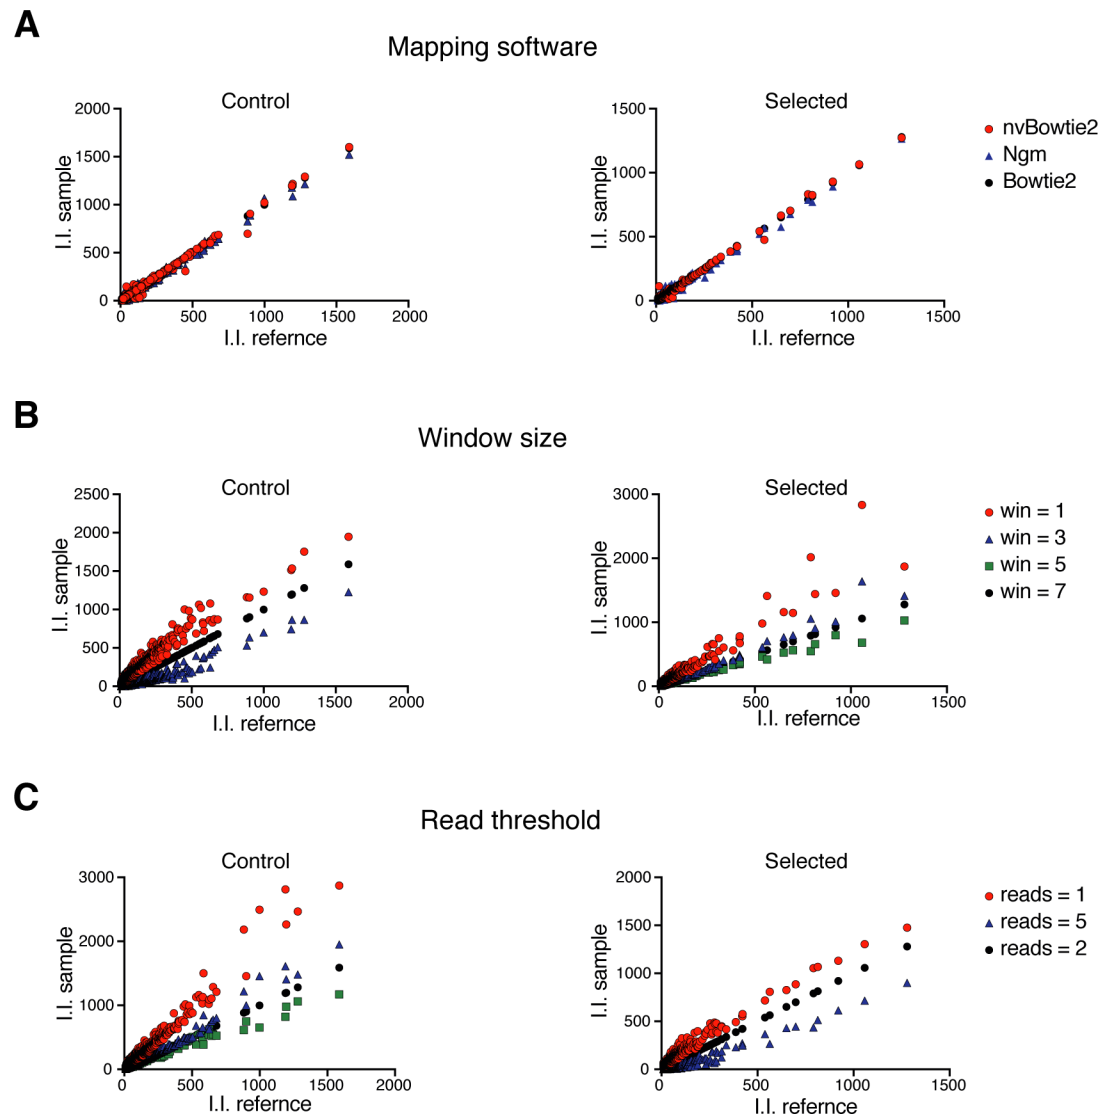 A
Mapping software
Control
2000
1500
1000
500
0
I.I. sample
0 500 1000 1500 2000
I.I. refernce
Selected
1500
1000
500
0
I.I. sample
0 500 1000 1500
I.I. refernce
nvBowtie2
Ngm
Bowtie2
B
Window size
Control
2500
2000
1500
1000
500
0
I.I. sample
0 500 1000 1500 2000
I.I. refernce
Selected
3000
2000
1000
0
I.I. sample
0 500 1000 1500
I.I. refernce
win = 1
win = 3
win = 5
win = 7
C
Read threshold
Control
3000
2000
1000
0
I.I. sample
0 500 1000 1500 2000
I.I. refernce
Selected
2000
1500
1000
500
0
I.I. sample
0 500 1000 1500
I.I. refernce
reads = 1
reads = 5
reads = 2